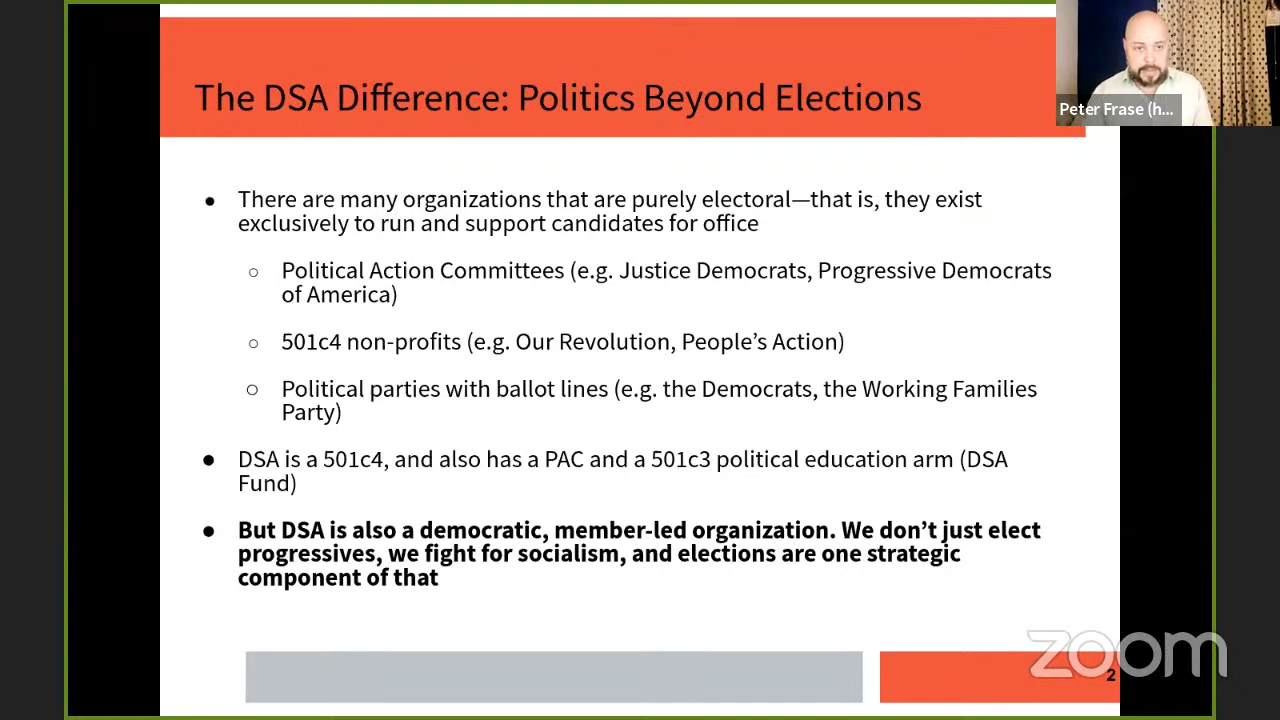 The DSA Difference: Politics Beyond Elections
Peter Frase (h...
● There are many organizations that are purely electoral—that is, they exist
exclusively to run and support candidates for office
○ Political Action Committees (e.g. Justice Democrats, Progressive Democrats
of America)
○ 501c4 non-profits (e.g. Our Revolution, People’s Action)
○ Political parties with ballot lines (e.g. the Democrats, the Working Families
Party)
● DSA is a 501c4, and also has a PAC and a 501c3 political education arm (DSA
Fund)
● But DSA is also a democratic, member-led organization. We don’t just elect
progressives, we fight for socialism, and elections are one strategic
component of that
zoom
2